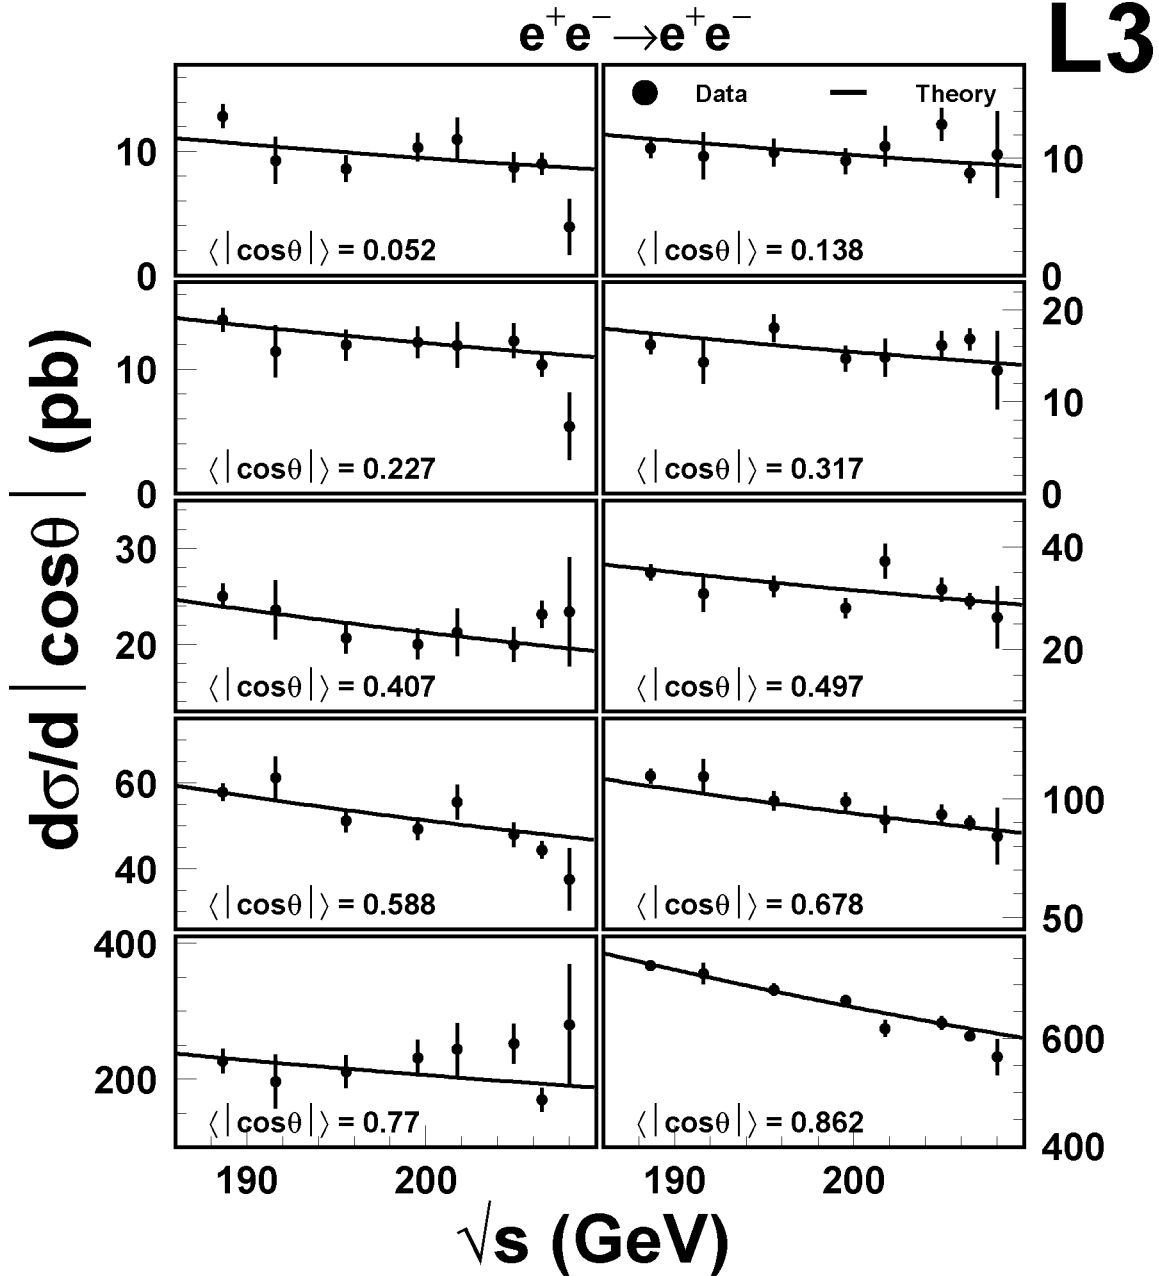 e⁺e⁻→e⁺e⁻
L3
Data
Theory
10
0
⟨|cosθ|⟩ = 0.052
10
0
⟨|cosθ|⟩ = 0.138
10
0
⟨|cosθ|⟩ = 0.227
20
10
0
⟨|cosθ|⟩ = 0.317
30
20
⟨|cosθ|⟩ = 0.407
40
20
⟨|cosθ|⟩ = 0.497
60
40
⟨|cosθ|⟩ = 0.588
100
50
⟨|cosθ|⟩ = 0.678
400
200
⟨|cosθ|⟩ = 0.77
600
400
⟨|cosθ|⟩ = 0.862
190 200
190 200
dσ/d|cosθ| (pb)
√s (GeV)